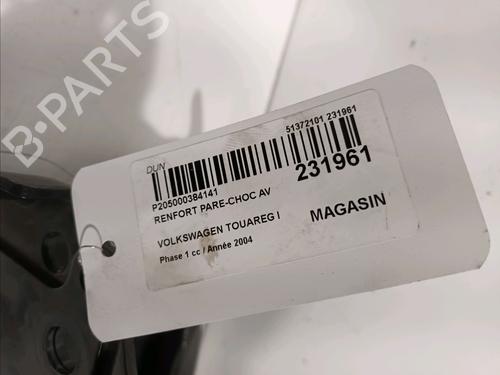 B-PARTS
DUN
51372101 231961
P205000384141
231961
RENFORT PARE-CHOC AV
VOLKSWAGEN TOUAREG I
MAGASIN
Phase 1 cc / Année 2004